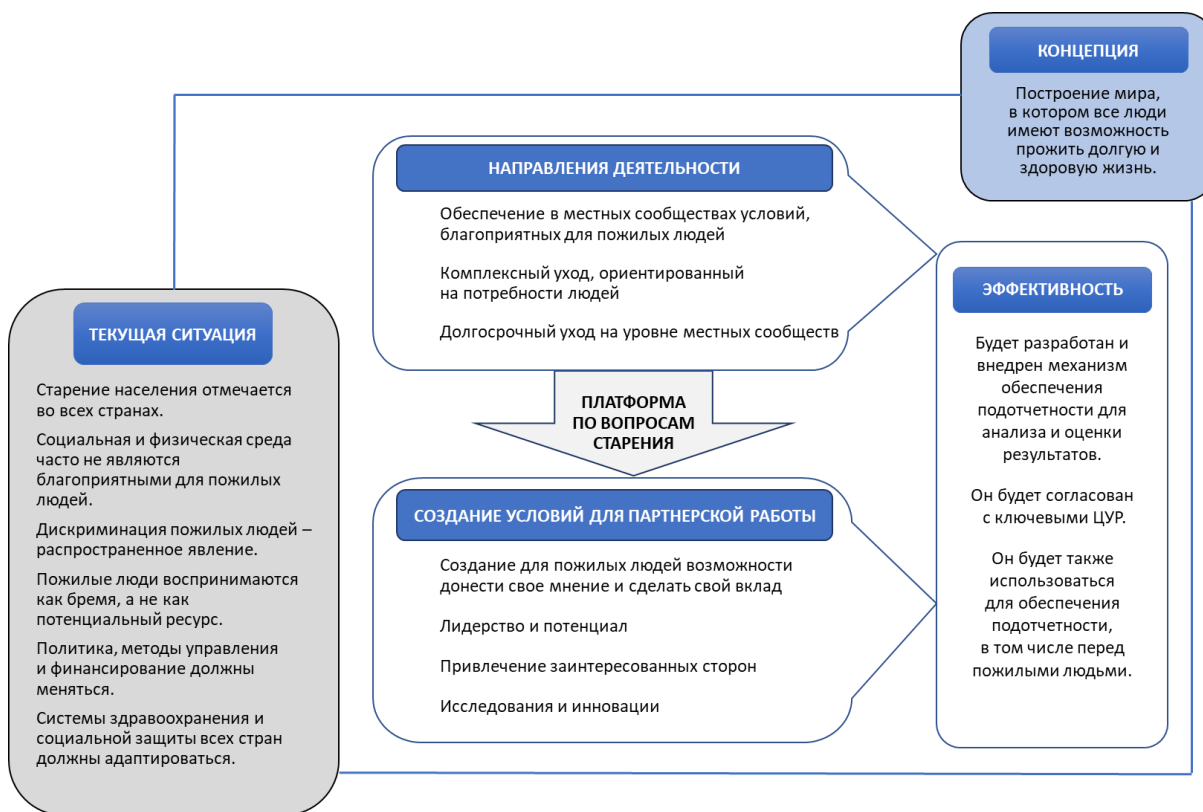 КОНЦЕПЦИЯ
Построение мира,
в котором все люди
имеют возможность
прожить долгую и
здоровую жизнь.
НАПРАВЛЕНИЯ ДЕЯТЕЛЬНОСТИ
Обеспечение в местных сообществах условий,
благоприятных для пожилых людей
Комплексный уход, ориентированный
на потребности людей
Долгосрочный уход на уровне местных сообществ
ТЕКУЩАЯ СИТУАЦИЯ
Старение населения отмечается
во всех странах.
Социальная и физическая среда
часто не являются
благоприятными для пожилых
людей.
Дискриминация пожилых людей –
распространенное явление.
Пожилые люди воспринимаются
как бремя, а не как
потенциальный ресурс.
Политика, методы управления
и финансирование должны
меняться.
Системы здравоохранения и
социальной защиты всех стран
должны адаптироваться.
ПЛАТФОРМА
ПО ВОПРОСАМ
СТАРЕНИЯ
СОЗДАНИЕ УСЛОВИЙ ДЛЯ ПАРТНЕРСКОЙ РАБОТЫ
Создание для пожилых людей возможности
донести свое мнение и сделать свой вклад
Лидерство и потенциал
Привлечение заинтересованных сторон
Исследования и инновации
ЭФФЕКТИВНОСТЬ
Будет разработан и
внедрен механизм
обеспечения
подотчетности для
анализа и оценки
результатов.
Он будет согласован
с ключевыми ЦУР.
Он будет также
использоваться
для обеспечения
подотчетности,
в том числе перед
пожилыми людьми.